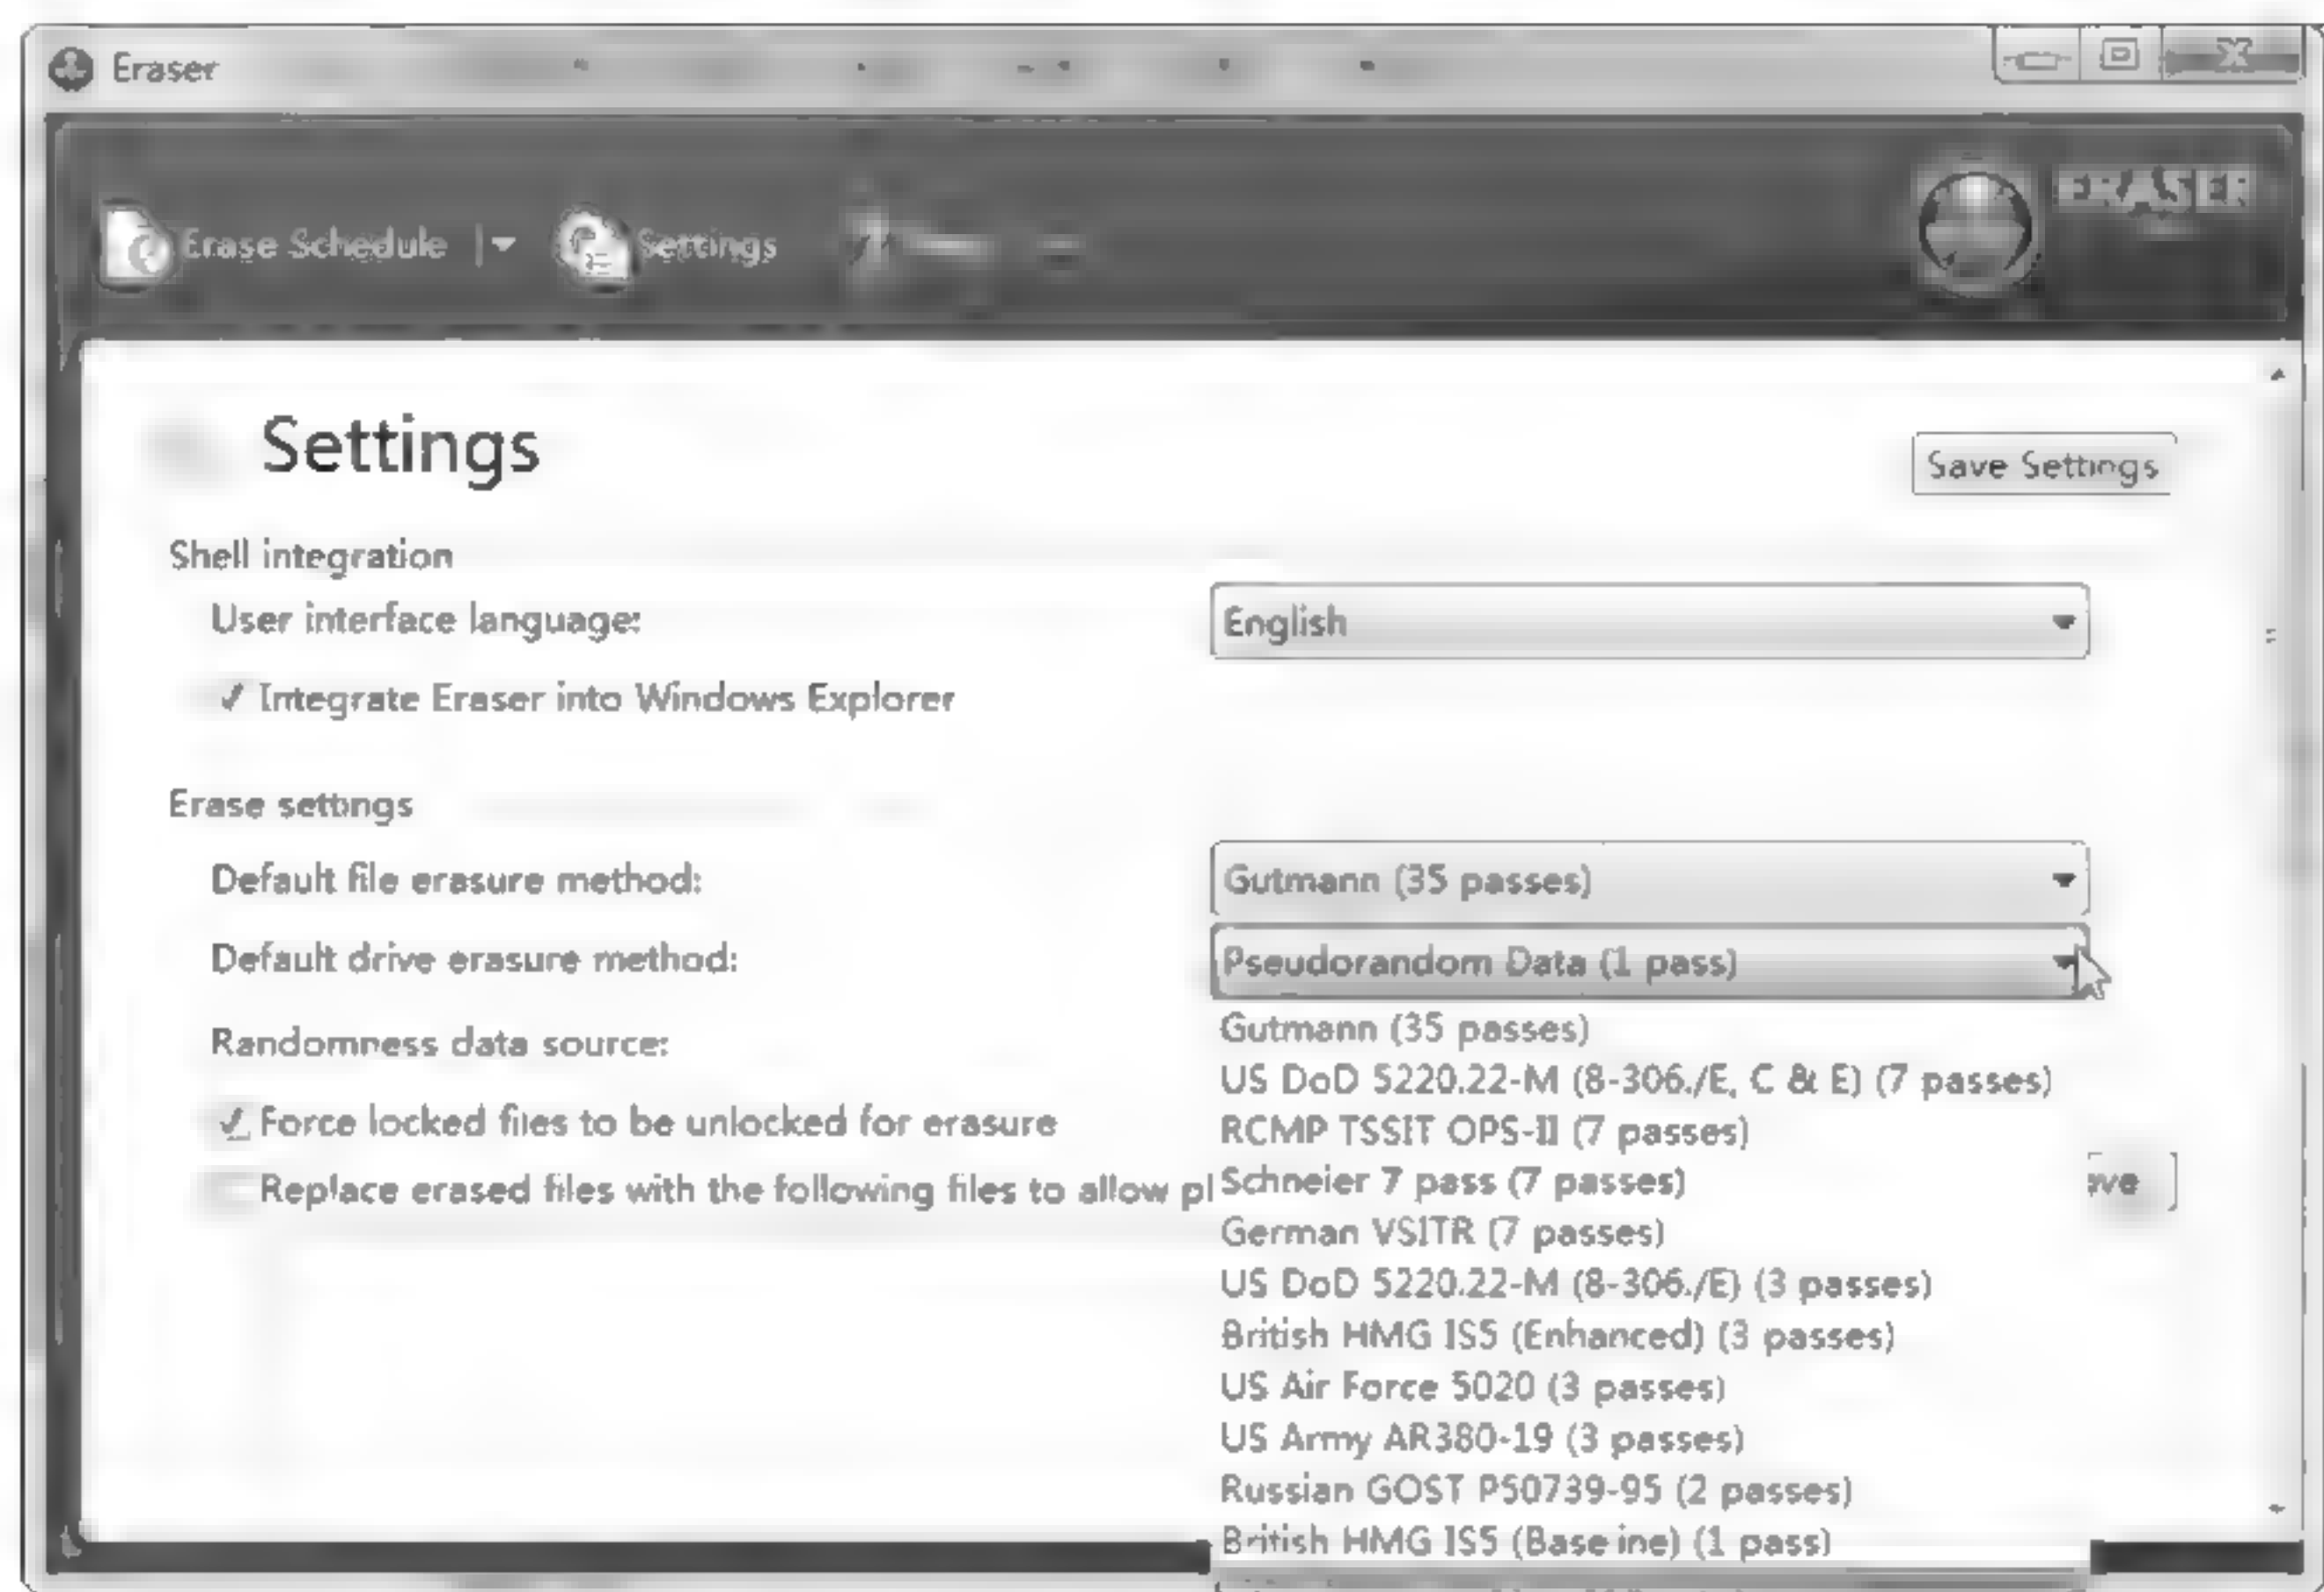 Eraser
ERASER
Erase Schedule Settings
Settings
Save Settings
Shell integration
User interface language: English
✓ Integrate Eraser into Windows Explorer
Erase settings
Default file erasure method: Gutmann (35 passes)
Default drive erasure method: Pseudorandom Data (1 pass)
Randomness data source:
✓ Force locked files to be unlocked for erasure
Replace erased files with the following files to allow pl
Gutmann (35 passes)
US DoD 5220.22-M (8-306./E, C & E) (7 passes)
RCMP TSSIT OPS-II (7 passes)
Schneier 7 pass (7 passes)
German VSITR (7 passes)
US DoD 5220.22-M (8-306./E) (3 passes)
British HMG IS5 (Enhanced) (3 passes)
US Air Force 5020 (3 passes)
US Army AR380-19 (3 passes)
Russian GOST P50739-95 (2 passes)
British HMG IS5 (Baseline) (1 pass)